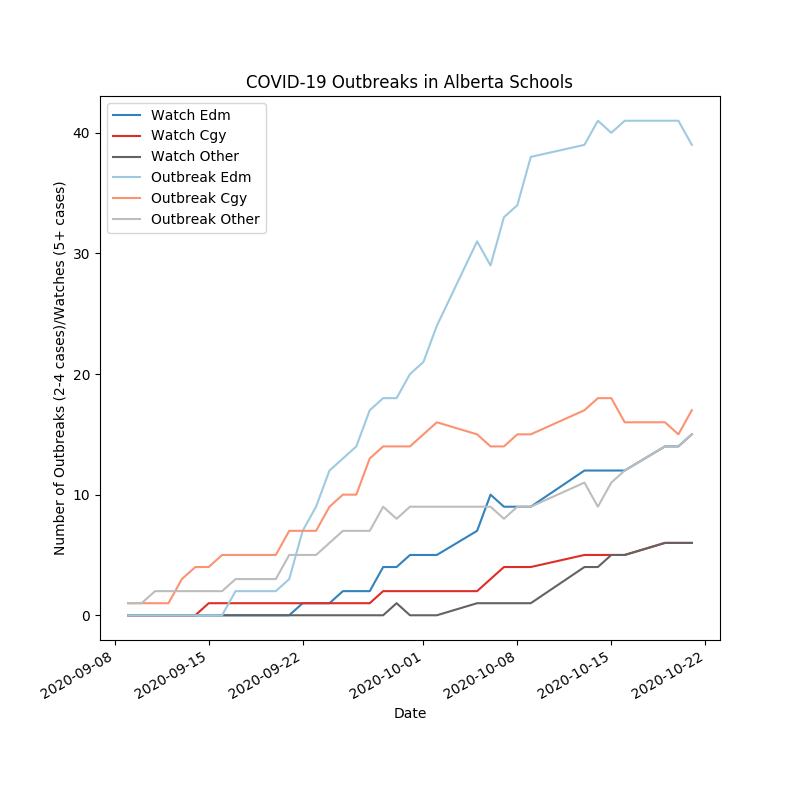 COVID-19 Outbreaks in Alberta Schools
Watch Edm
Watch Cgy
Watch Other
Outbreak Edm
Outbreak Cgy
Outbreak Other
Number of Outbreaks (2-4 cases)/Watches (5+ cases)
40
30
20
10
0
2020-09-08
2020-09-15
2020-09-22
2020-10-01
2020-10-08
2020-10-15
2020-10-22
Date